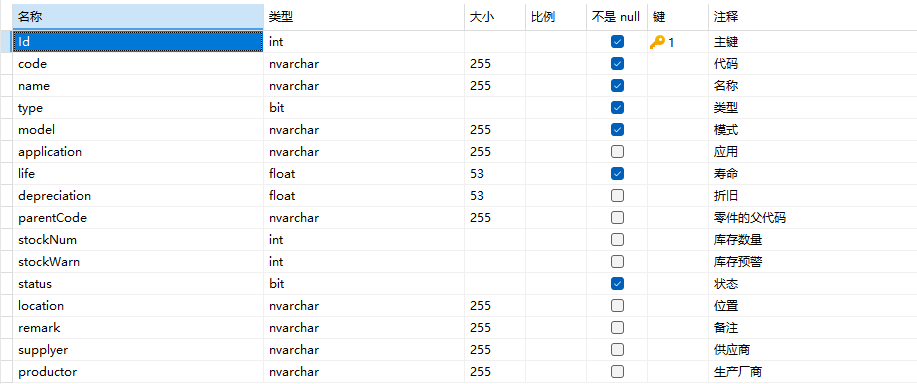 名称 类型 大小 比例 不是 null 键 注释
Id int 1 主键
code nvarchar 255 代码
name nvarchar 255 名称
type bit 类型
model nvarchar 255 模式
application nvarchar 255 应用
life float 53 寿命
depreciation float 53 折旧
parentCode nvarchar 255 零件的父代码
stockNum int 库存数量
stockWarn int 库存预警
status bit 状态
location nvarchar 255 位置
remark nvarchar 255 备注
supplyer nvarchar 255 供应商
productor nvarchar 255 生产厂商